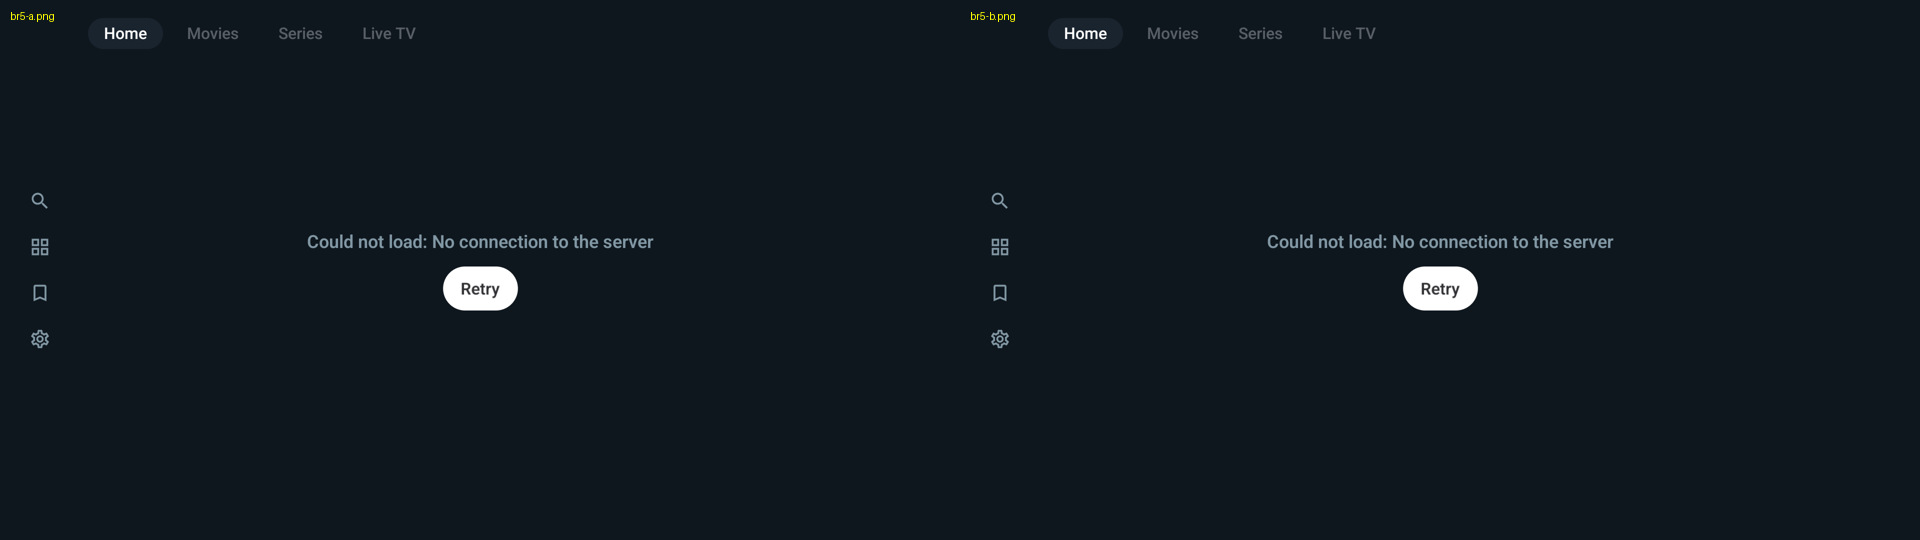 br5-a.png
Home Movies Series Live TV
Could not load: No connection to the server
Retry
br5-b.png
Home Movies Series Live TV
Could not load: No connection to the server
Retry